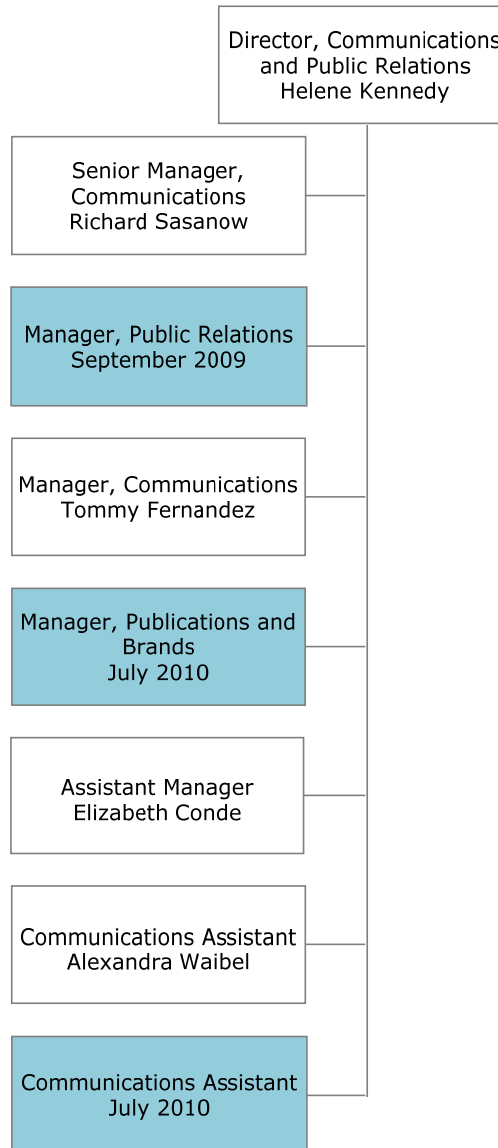 Director, Communications
and Public Relations
Helene Kennedy
Senior Manager,
Communications
Richard Sasanow
Manager, Public Relations
September 2009
Manager, Communications
Tommy Fernandez
Manager, Publications and
Brands
July 2010
Assistant Manager
Elizabeth Conde
Communications Assistant
Alexandra Waibel
Communications Assistant
July 2010